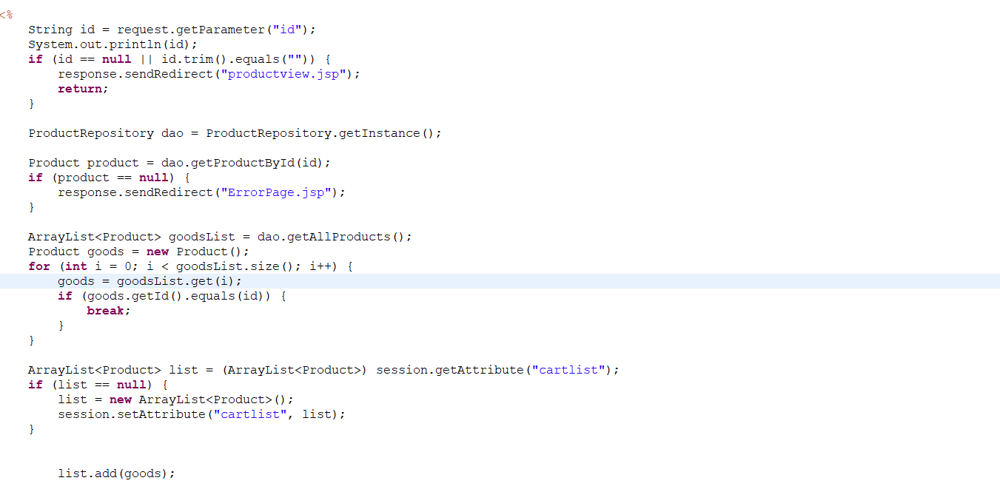 <%
    String id = request.getParameter("id");
    System.out.println(id);
    if (id == null || id.trim().equals("")) {
        response.sendRedirect("productview.jsp");
        return;
    }

    ProductRepository dao = ProductRepository.getInstance();

    Product product = dao.getProductById(id);
    if (product == null) {
        response.sendRedirect("ErrorPage.jsp");
    }

    ArrayList<Product> goodsList = dao.getAllProducts();
    Product goods = new Product();
    for (int i = 0; i < goodsList.size(); i++) {
        goods = goodsList.get(i);
        if (goods.getId().equals(id)) {
            break;
        }
    }

    ArrayList<Product> list = (ArrayList<Product>) session.getAttribute("cartlist");
    if (list == null) {
        list = new ArrayList<Product>();
        session.setAttribute("cartlist", list);
    }


        list.add(goods);